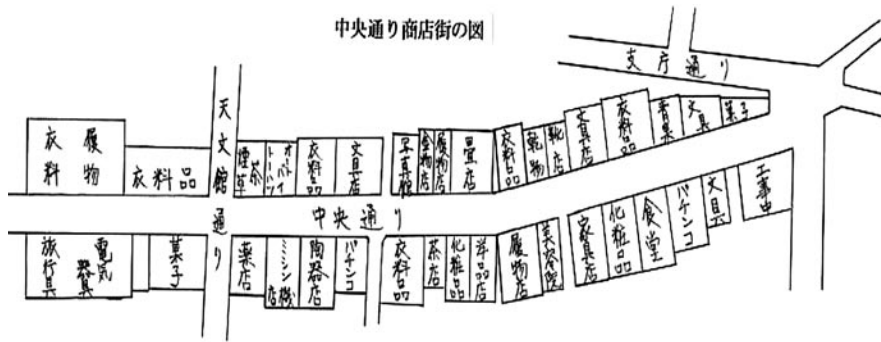 中央通り商店街の図
支庁通り
天文館通り
中央通り
衣料
履物
衣料品
煙草
茶
オートバイ
衣料品
文具店
写真館
金物店
履物店
畳店
衣料品
乾物
靴店
文具店
衣料品
青果
文具
菓子
旅行具
電気器具
菓子
薬店
ミシン機店
陶器店
パチンコ
衣料品
茶店
化粧品
洋品店
履物店
美容院
家具店
化粧品
食堂
パチンコ
文具
工事中